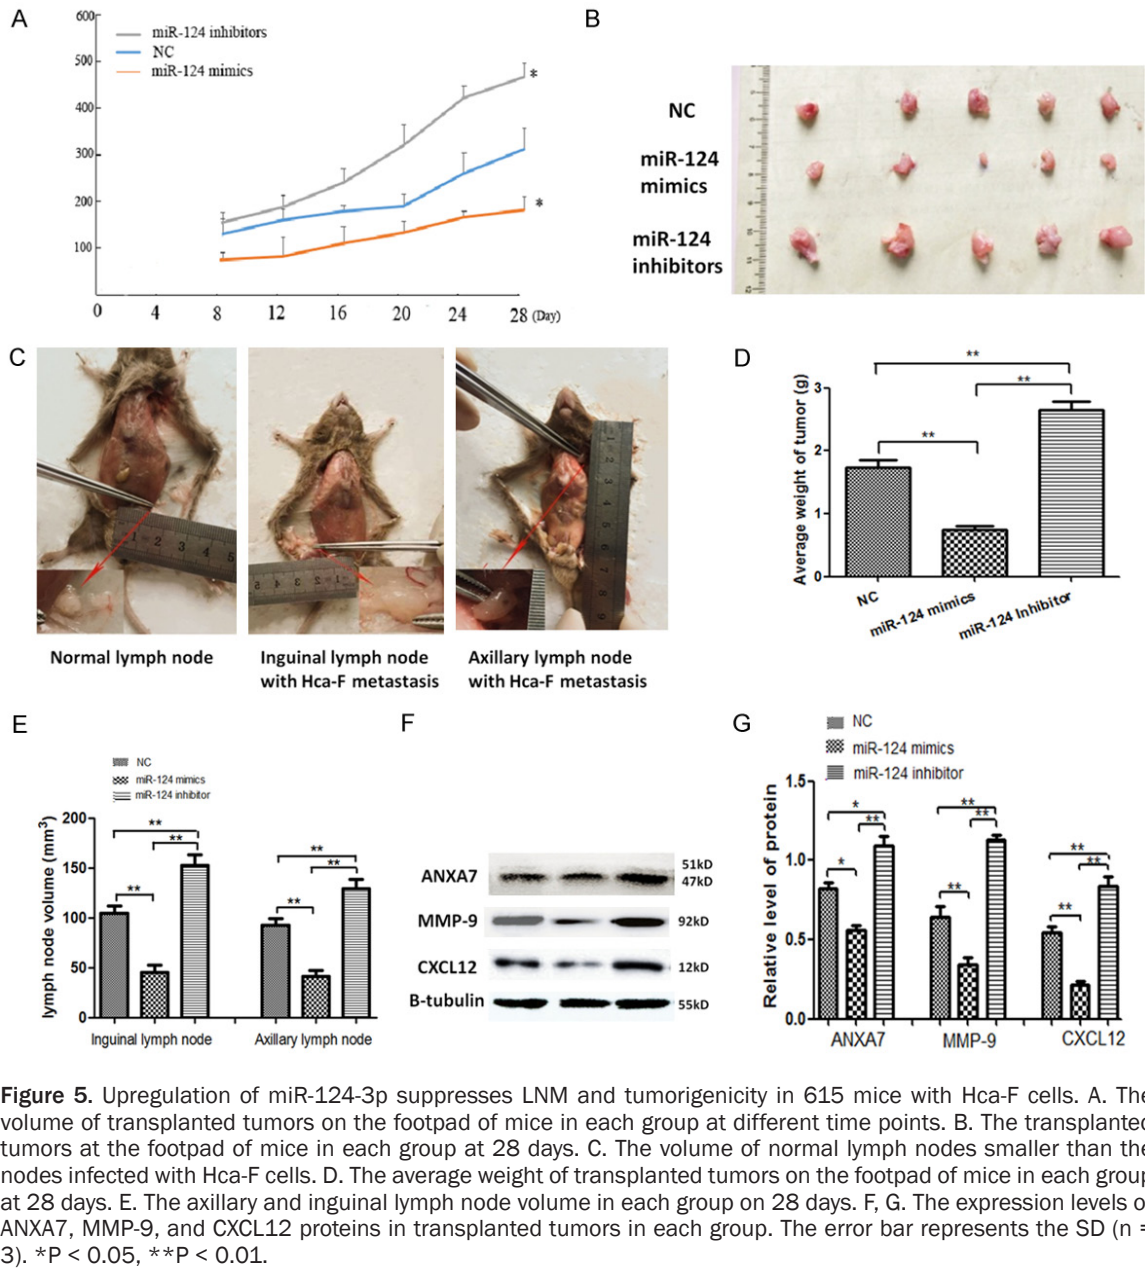 A
600
500
400
300
200
100
miR-124 inhibitors
NC
miR-124 mimics
*
*
0 4 8 12 16 20 24 28 (Day)
B
NC
miR-124
mimics
miR-124
inhibitors
C
Normal lymph node
Inguinal lymph node
with Hca-F metastasis
Axillary lymph node
with Hca-F metastasis
D
Average weight of tumor (g)
3
2
1
0
**
**
**
NC
miR-124 mimics
miR-124 Inhibitor
E
NC
miR-124 mimics
miR-124 inhibitor
lymph node volume (mm³)
200
150
100
50
0
**
**
**
**
**
**
Inguinal lymph node
Axillary lymph node
F
ANXA7
51kD
47kD
MMP-9
92kD
CXCL12
12kD
B-tubulin
55kD
G
NC
miR-124 mimics
miR-124 inhibitor
Relative level of protein
1.5
1.0
0.5
0.0
*
**
*
**
**
**
**
**
**
ANXA7
MMP-9
CXCL12
Figure 5. Upregulation of miR-124-3p suppresses LNM and tumorigenicity in 615 mice with Hca-F cells. A. The
volume of transplanted tumors on the footpad of mice in each group at different time points. B. The transplanted
tumors at the footpad of mice in each group at 28 days. C. The volume of normal lymph nodes smaller than the
nodes infected with Hca-F cells. D. The average weight of transplanted tumors on the footpad of mice in each group
at 28 days. E. The axillary and inguinal lymph node volume in each group on 28 days. F, G. The expression levels o
ANXA7, MMP-9, and CXCL12 proteins in transplanted tumors in each group. The error bar represents the SD (n =
3). *P < 0.05, **P < 0.01.